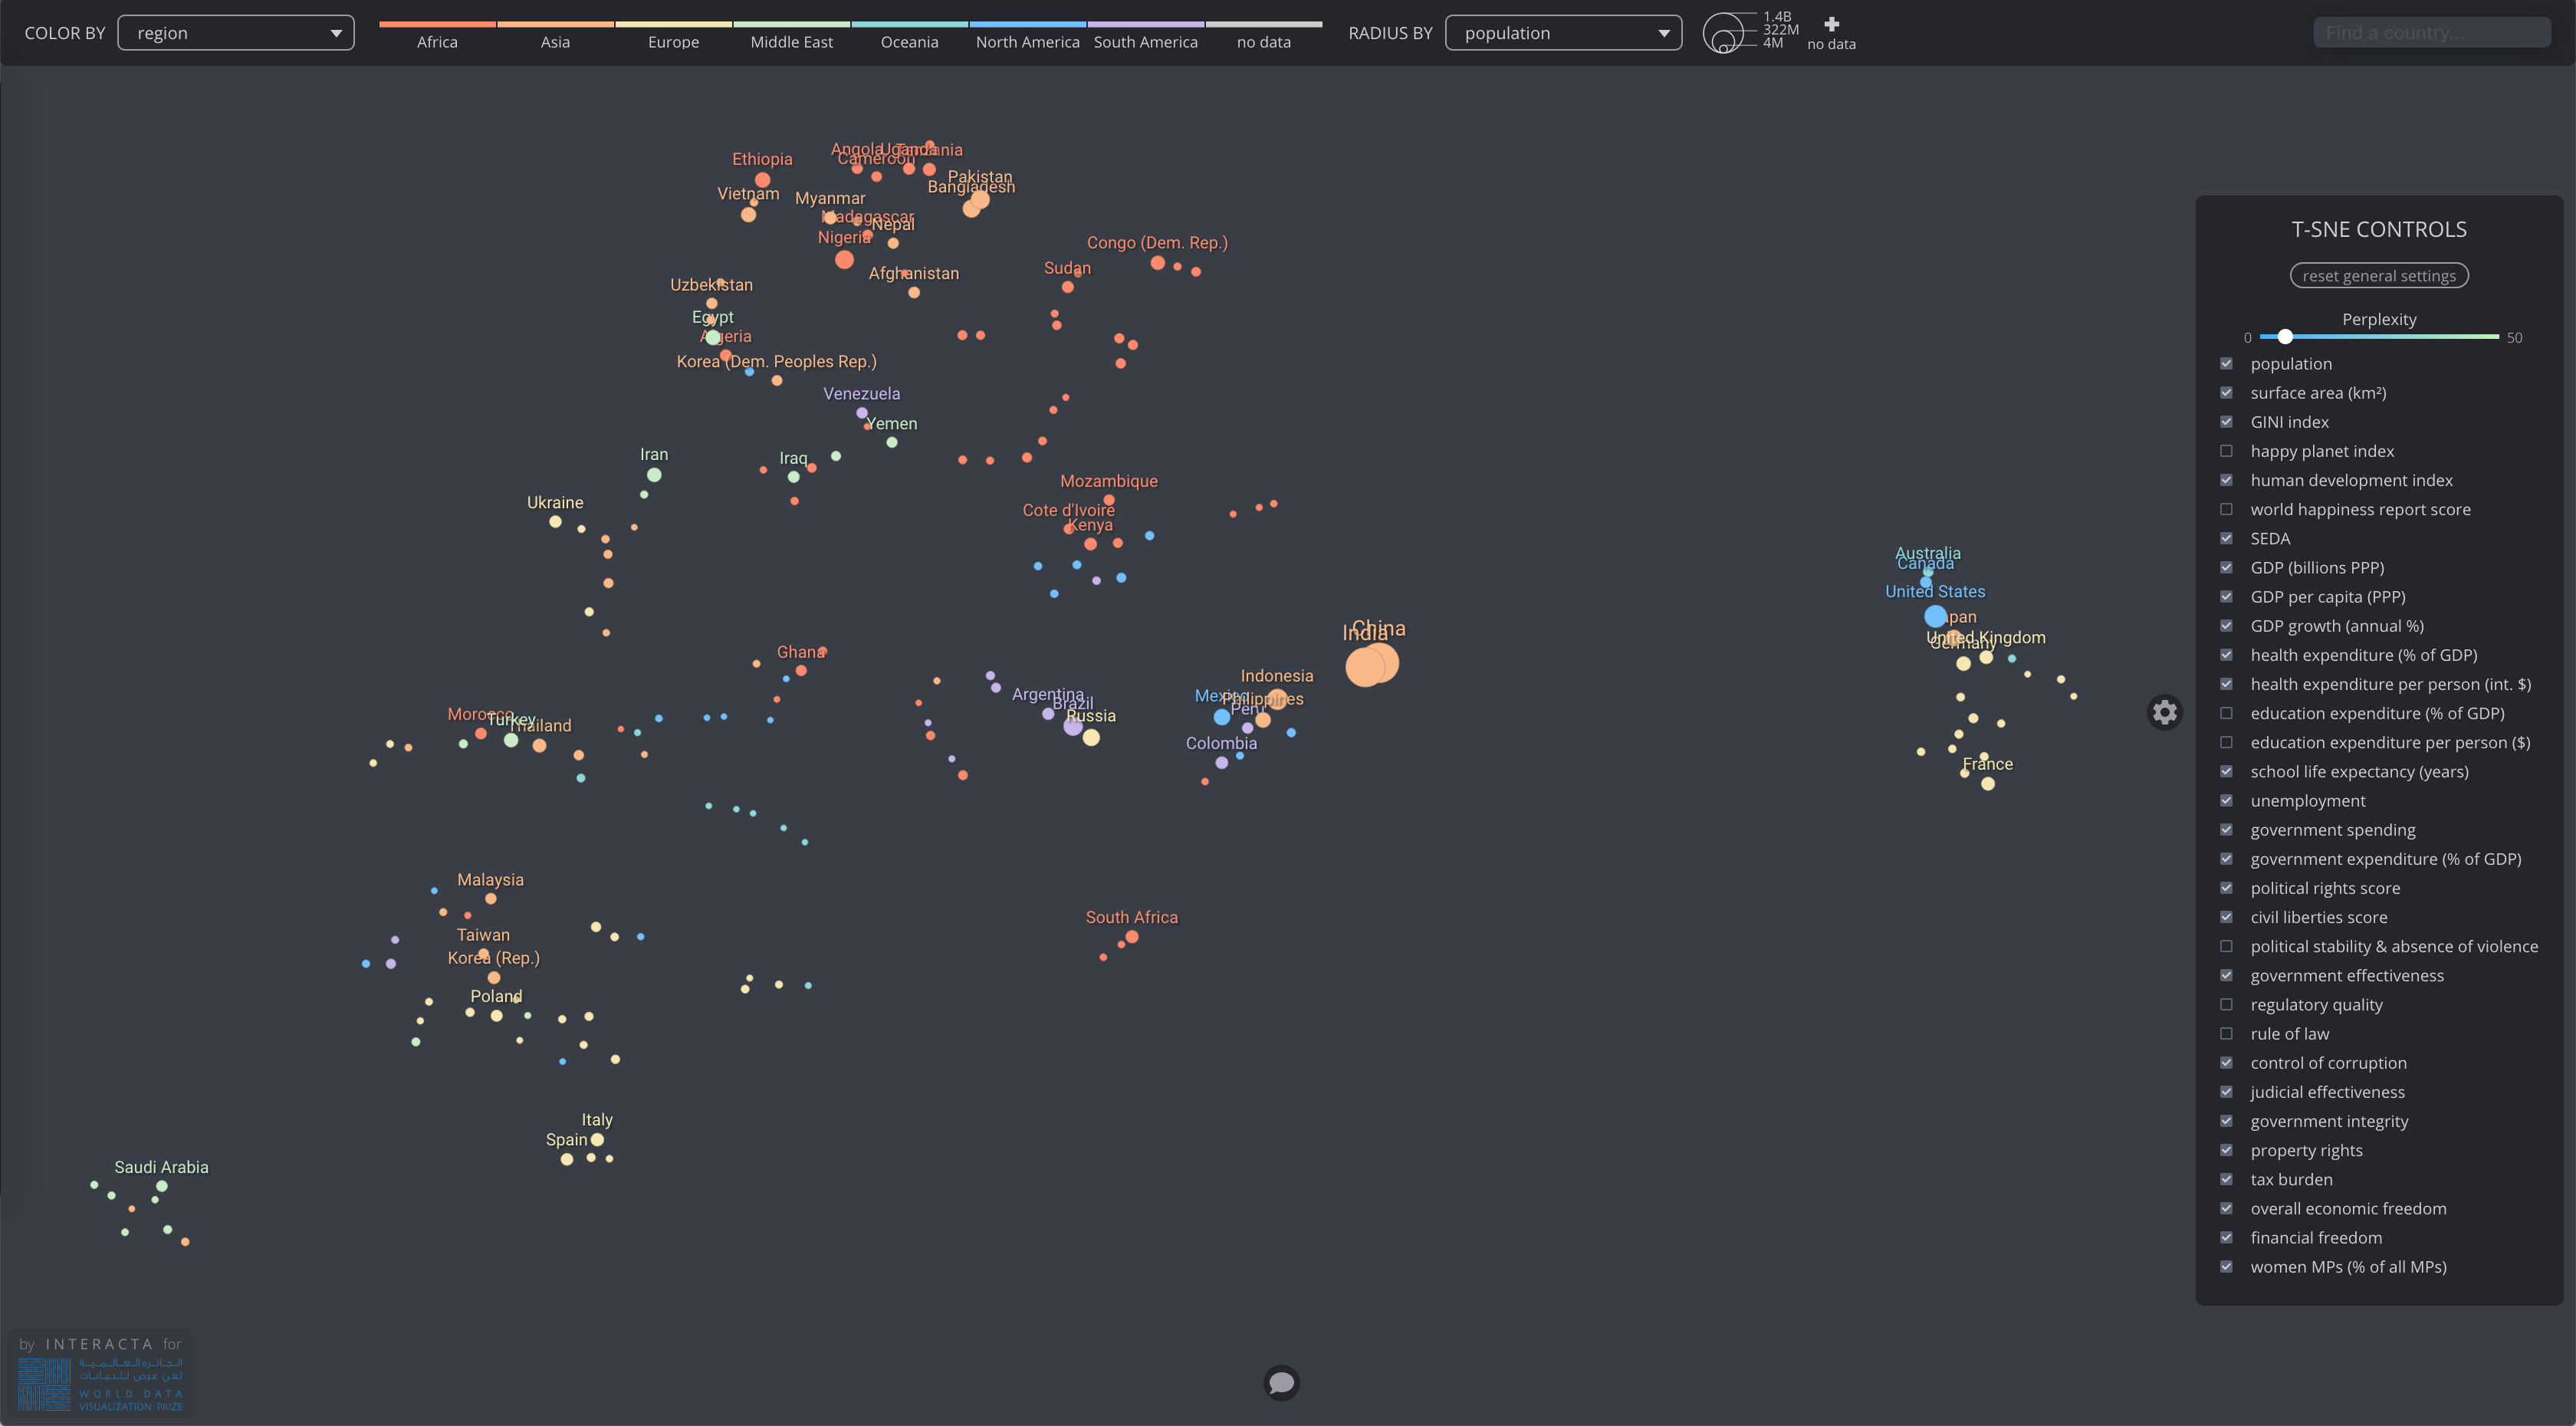 COLOR BY
region
Africa
Asia
Europe
Middle East
Oceania
North America
South America
no data
RADIUS BY
population
1.4B
322M
4M
no data
Find a country...
Ethiopia
Angola
Uganda
Tanzania
Cameroon
Vietnam
Myanmar
Pakistan
Bangladesh
Madagascar
Nepal
Nigeria
Congo (Dem. Rep.)
Sudan
Afghanistan
Uzbekistan
Egypt
Algeria
Korea (Dem. Peoples Rep.)
Venezuela
Yemen
Iran
Iraq
Ukraine
Mozambique
Cote d'Ivoire
Kenya
Australia
Canada
United States
Japan
United Kingdom
Germany
France
China
India
Ghana
Indonesia
Mexico
Philippines
Peru
Colombia
Argentina
Brazil
Russia
Morocco
Turkey
Thailand
Malaysia
Taiwan
Korea (Rep.)
Poland
South Africa
Italy
Spain
Saudi Arabia
T-SNE CONTROLS
reset general settings
Perplexity
0
50
population
surface area (km²)
GINI index
happy planet index
human development index
world happiness report score
SEDA
GDP (billions PPP)
GDP per capita (PPP)
GDP growth (annual %)
health expenditure (% of GDP)
health expenditure per person (int. $)
education expenditure (% of GDP)
education expenditure per person ($)
school life expectancy (years)
unemployment
government spending
government expenditure (% of GDP)
political rights score
civil liberties score
political stability & absence of violence
government effectiveness
regulatory quality
rule of law
control of corruption
judicial effectiveness
government integrity
property rights
tax burden
overall economic freedom
financial freedom
women MPs (% of all MPs)
by INTERACTA for
الجائزة العالمية
لفن عرض البيانات
WORLD DATA
VISUALIZATION PRIZE